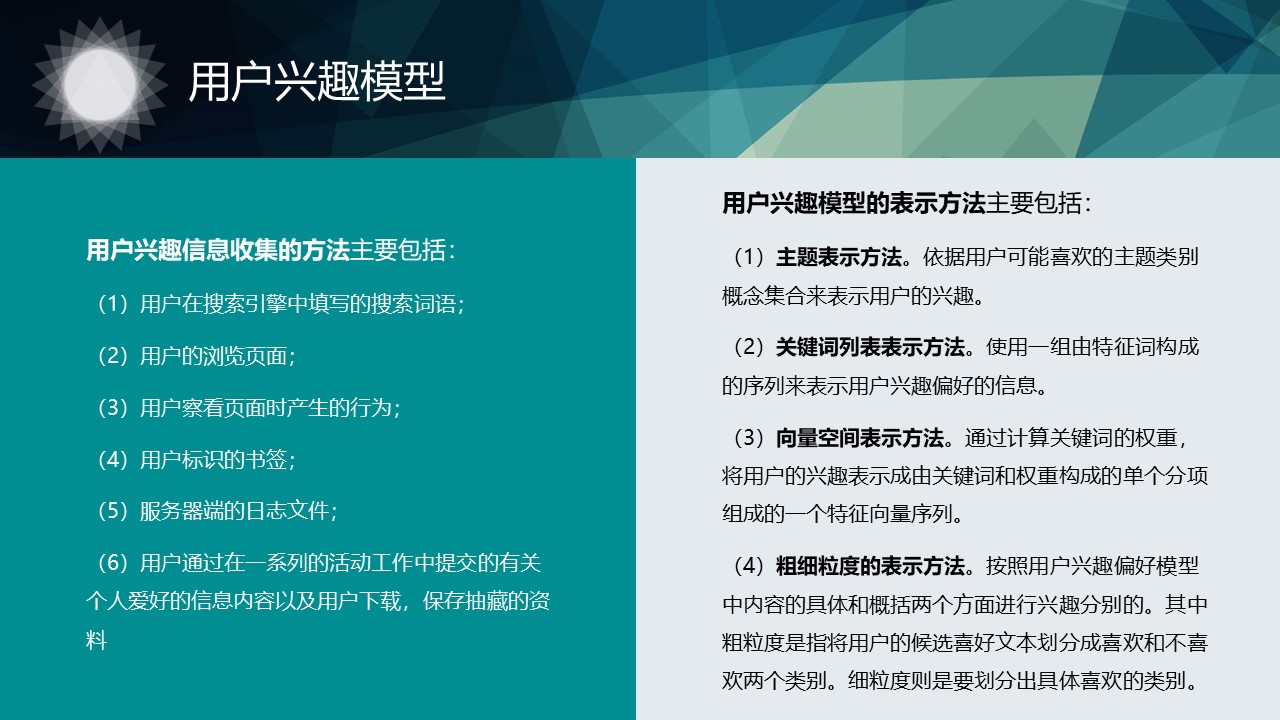 用户兴趣模型
用户兴趣信息收集的方法主要包括：
（1）用户在搜索引擎中填写的搜索词语；
（2）用户的浏览页面；
（3）用户察看页面时产生的行为；
（4）用户标识的书签；
（5）服务器端的日志文件；
（6）用户通过在一系列的活动工作中提交的有关
个人爱好的信息内容以及用户下载，保存抽藏的资
料
用户兴趣模型的表示方法主要包括：
（1）主题表示方法。依据用户可能喜欢的主题类别
概念集合来表示用户的兴趣。
（2）关键词列表表示方法。使用一组由特征词构成
的序列来表示用户兴趣偏好的信息。
（3）向量空间表示方法。通过计算关键词的权重，
将用户的兴趣表示成由关键词和权重构成的单个分项
组成的一个特征向量序列。
（4）粗细粒度的表示方法。按照用户兴趣偏好模型
中内容的具体和概括两个方面进行兴趣分别的。其中
粗粒度是指将用户的候选喜好文本划分成喜欢和不喜
欢两个类别。细粒度则是要划分出具体喜欢的类别。